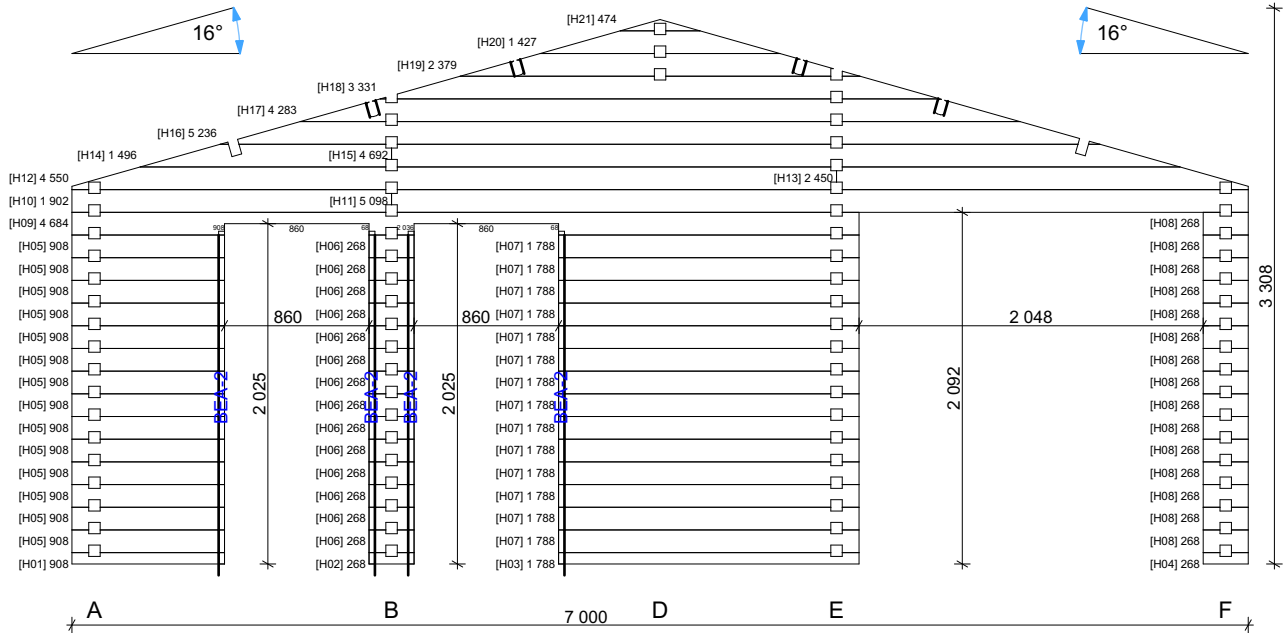 [H21] 474
16°
16°
[H20] 1 427
[H19] 2 379
[H18] 3 331
[H17] 4 283
[H16] 5 236
[H14] 1 496
[H15] 4 692
[H12] 4 550
[H13] 2 450
[H10] 1 902
[H11] 5 098
[H09] 4 684
908
860
68
2 036
860
68
[H08] 268
[H05] 908 [H06] 268 [H07] 1 788 [H08] 268
[H05] 908 [H06] 268 [H07] 1 788 [H08] 268
[H05] 908 [H06] 268 [H07] 1 788 [H08] 268
[H05] 908 [H06] 268 [H07] 1 788 [H08] 268
860
860
2 048
[H05] 908 [H06] 268 [H07] 1 788 [H08] 268
[H05] 908 [H06] 268 [H07] 1 788 [H08] 268
[H05] 908 [H06] 268 [H07] 1 788 [H08] 268
[H05] 908 [H06] 268 [H07] 1 788 [H08] 268
[H05] 908 [H06] 268 [H07] 1 788 [H08] 268
[H05] 908 [H06] 268 [H07] 1 788 [H08] 268
[H05] 908 [H06] 268 [H07] 1 788 [H08] 268
[H05] 908 [H06] 268 [H07] 1 788 [H08] 268
[H05] 908 [H06] 268 [H07] 1 788 [H08] 268
[H05] 908 [H06] 268 [H07] 1 788 [H08] 268
[H01] 908 [H02] 268 [H03] 1 788 [H04] 268
BEA-2
2 025
BEA-2
BEA-2
2 025
BEA-2
2 092
3 308
A B D E F
7 000